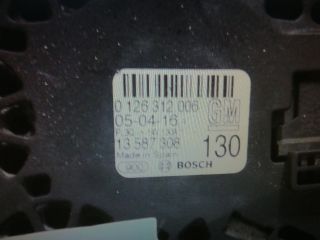 0 126 312 006
05-04-16
GM
13 587 308
130
Made in Spain
BOSCH